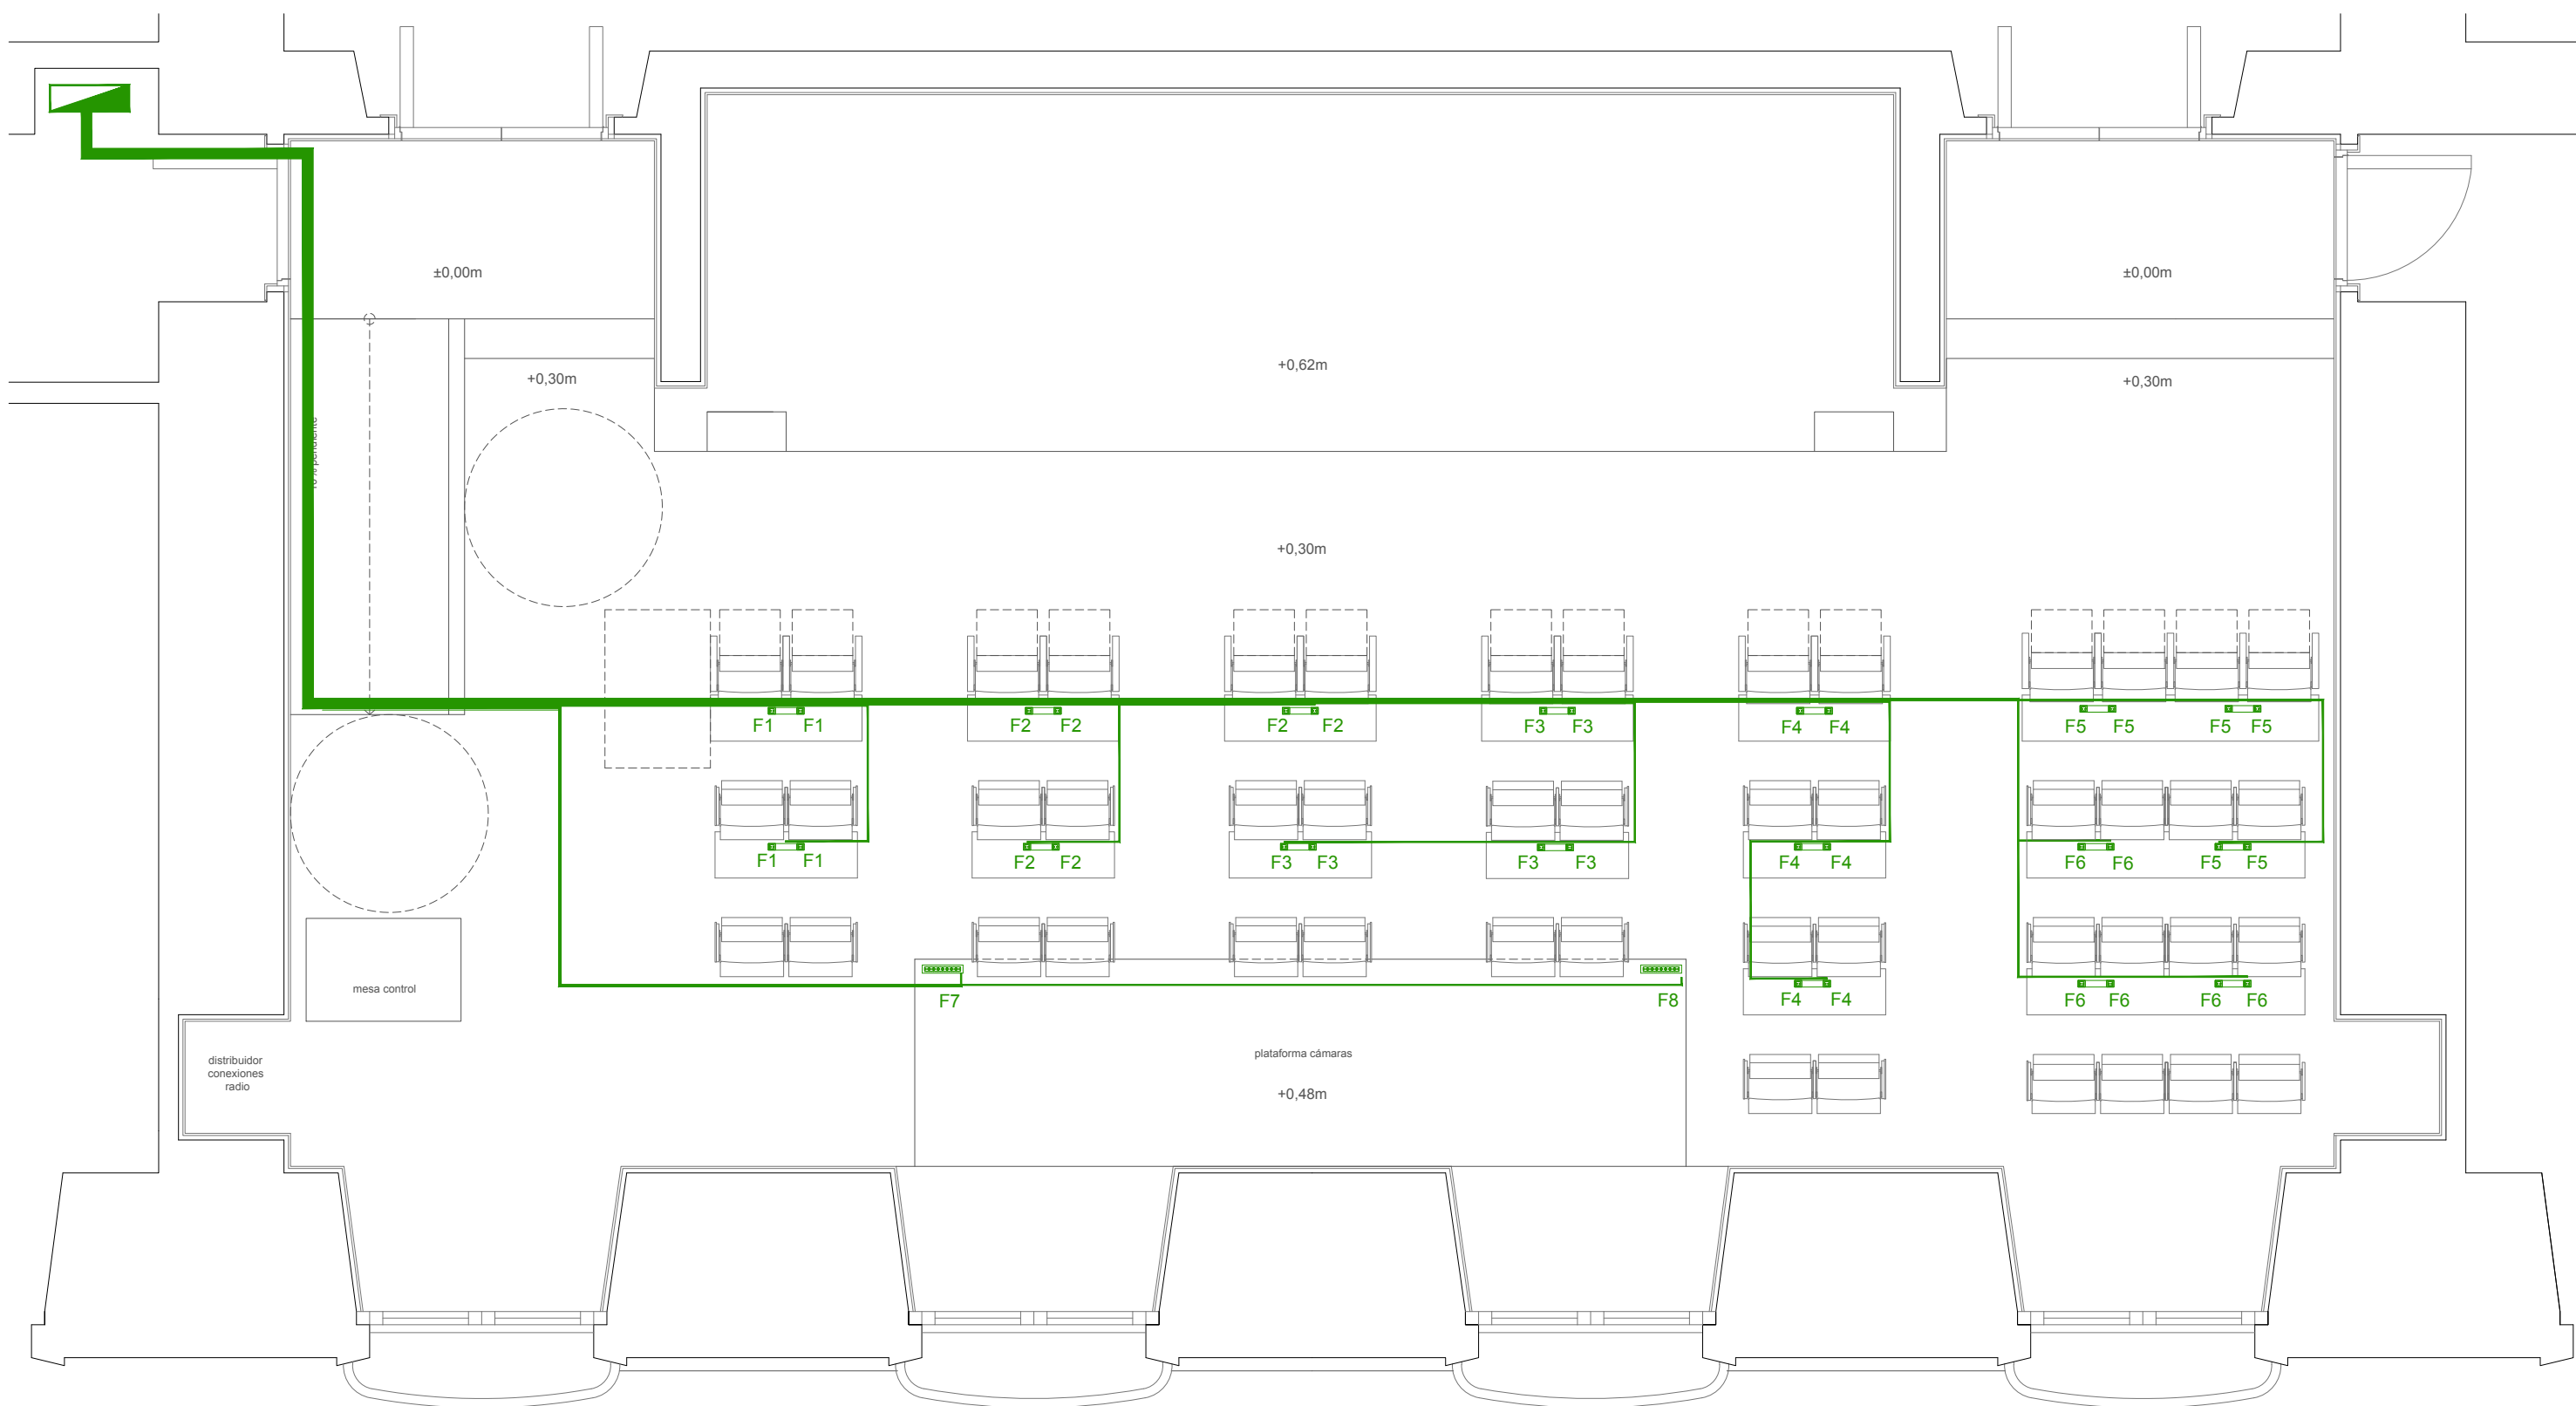 ±0,00m
±0,00m
+0,62m
+0,30m
+0,30m
+0,30m
F1 F1 F2 F2 F2 F2 F3 F3 F4 F4 F5 F5 F5 F5
F1 F1 F2 F2 F3 F3 F3 F3 F4 F4 F6 F6 F5 F5
mesa control
F7 F8 F4 F4 F6 F6 F6 F6
distribuidor
conexiones
radio
plataforma cámaras
+0,48m